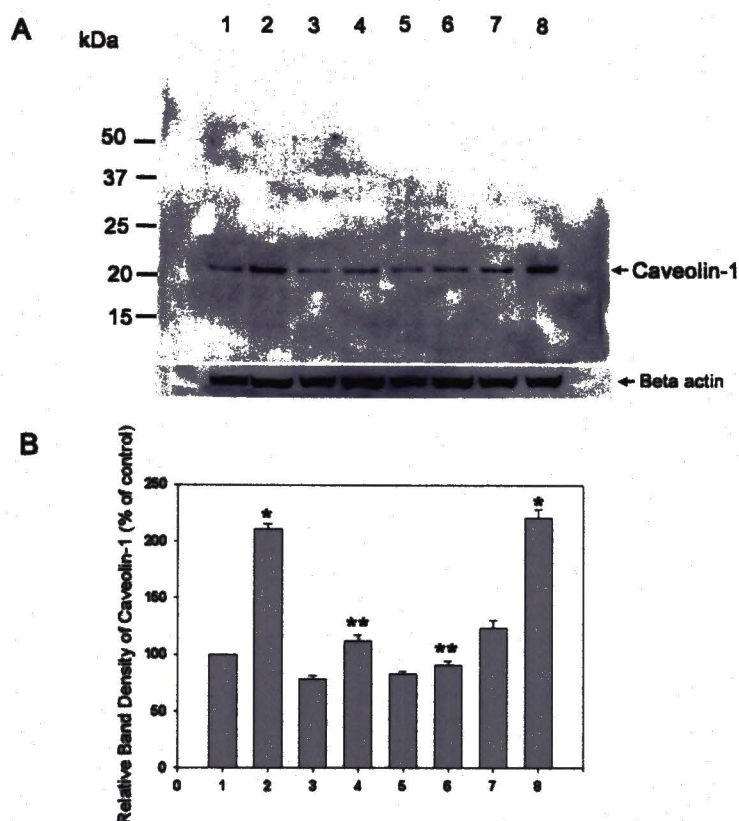 A
kDa
1 2 3 4 5 6 7 8
50
37
25
20
15
Caveolin-1
Beta actin
B
Relative Band Density of Caveolin-1 (% of control)
250
200
150
100
50
0
* ** ** *
0 1 2 3 4 5 6 7 8